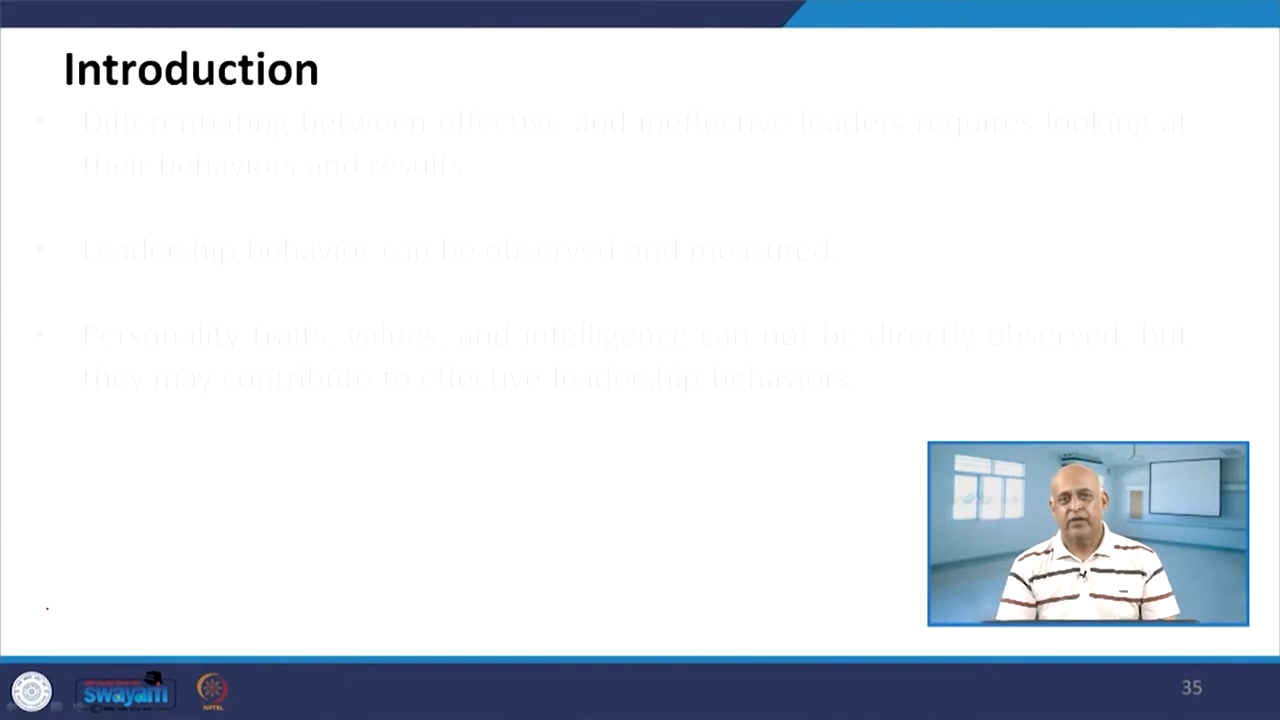 Introduction
• Differentiating between effective and ineffective leaders requires looking at
their behaviors and results.
• Leadership behavior can be observed and measured.
• Personality traits, values, and intelligence can not be directly observed, but
they may contribute to effective leadership behaviors.
swayam
NPTEL
35